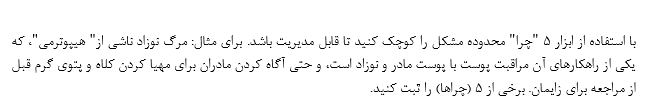 با استفاده از ابزار ۵ "چرا" محدوده مشکل را کوچک کنید تا قابل مدیریت باشد. برای مثال: مرگ نوزاد ناشی از" هیپوترمی"، که
یکی از راهکارهای آن مراقبت پوست با پوست مادر و نوزاد است، و حتی آگاه کردن مادران برای مهیا کردن کلاه و پتوی گرم قبل
از مراجعه برای زایمان. برخی از ۵ (چراها) را ثبت کنید.